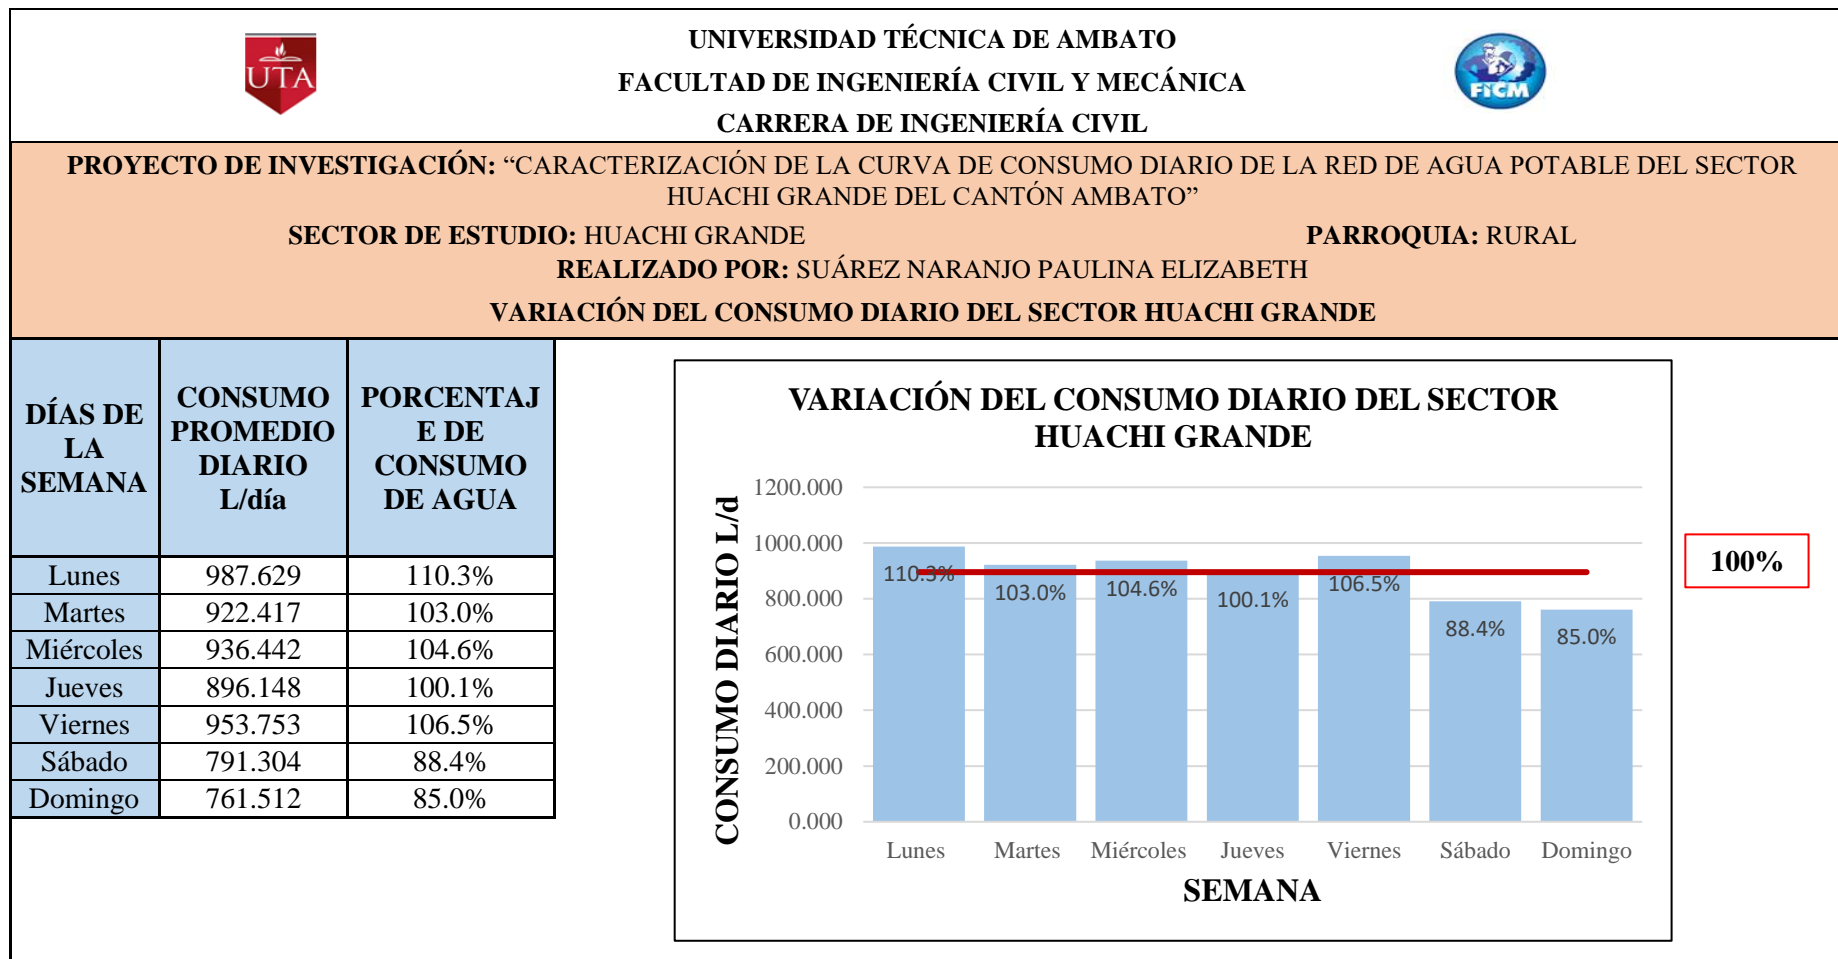 UTA
UNIVERSIDAD TÉCNICA DE AMBATO
FACULTAD DE INGENIERÍA CIVIL Y MECÁNICA
CARRERA DE INGENIERÍA CIVIL
FICM
PROYECTO DE INVESTIGACIÓN: “CARACTERIZACIÓN DE LA CURVA DE CONSUMO DIARIO DE LA RED DE AGUA POTABLE DEL SECTOR
HUACHI GRANDE DEL CANTÓN AMBATO”
SECTOR DE ESTUDIO: HUACHI GRANDE PARROQUIA: RURAL
REALIZADO POR: SUÁREZ NARANJO PAULINA ELIZABETH
VARIACIÓN DEL CONSUMO DIARIO DEL SECTOR HUACHI GRANDE
DÍAS DE
LA
SEMANA
CONSUMO
PROMEDIO
DIARIO
L/día
PORCENTAJ
E DE
CONSUMO
DE AGUA
Lunes 987.629 110.3%
Martes 922.417 103.0%
Miércoles 936.442 104.6%
Jueves 896.148 100.1%
Viernes 953.753 106.5%
Sábado 791.304 88.4%
Domingo 761.512 85.0%
VARIACIÓN DEL CONSUMO DIARIO DEL SECTOR
HUACHI GRANDE
CONSUMO DIARIO L/d
1200.000
1000.000
800.000
600.000
400.000
200.000
0.000
110.3% 103.0% 104.6% 100.1% 106.5% 88.4% 85.0%
Lunes Martes Miércoles Jueves Viernes Sábado Domingo
SEMANA
100%